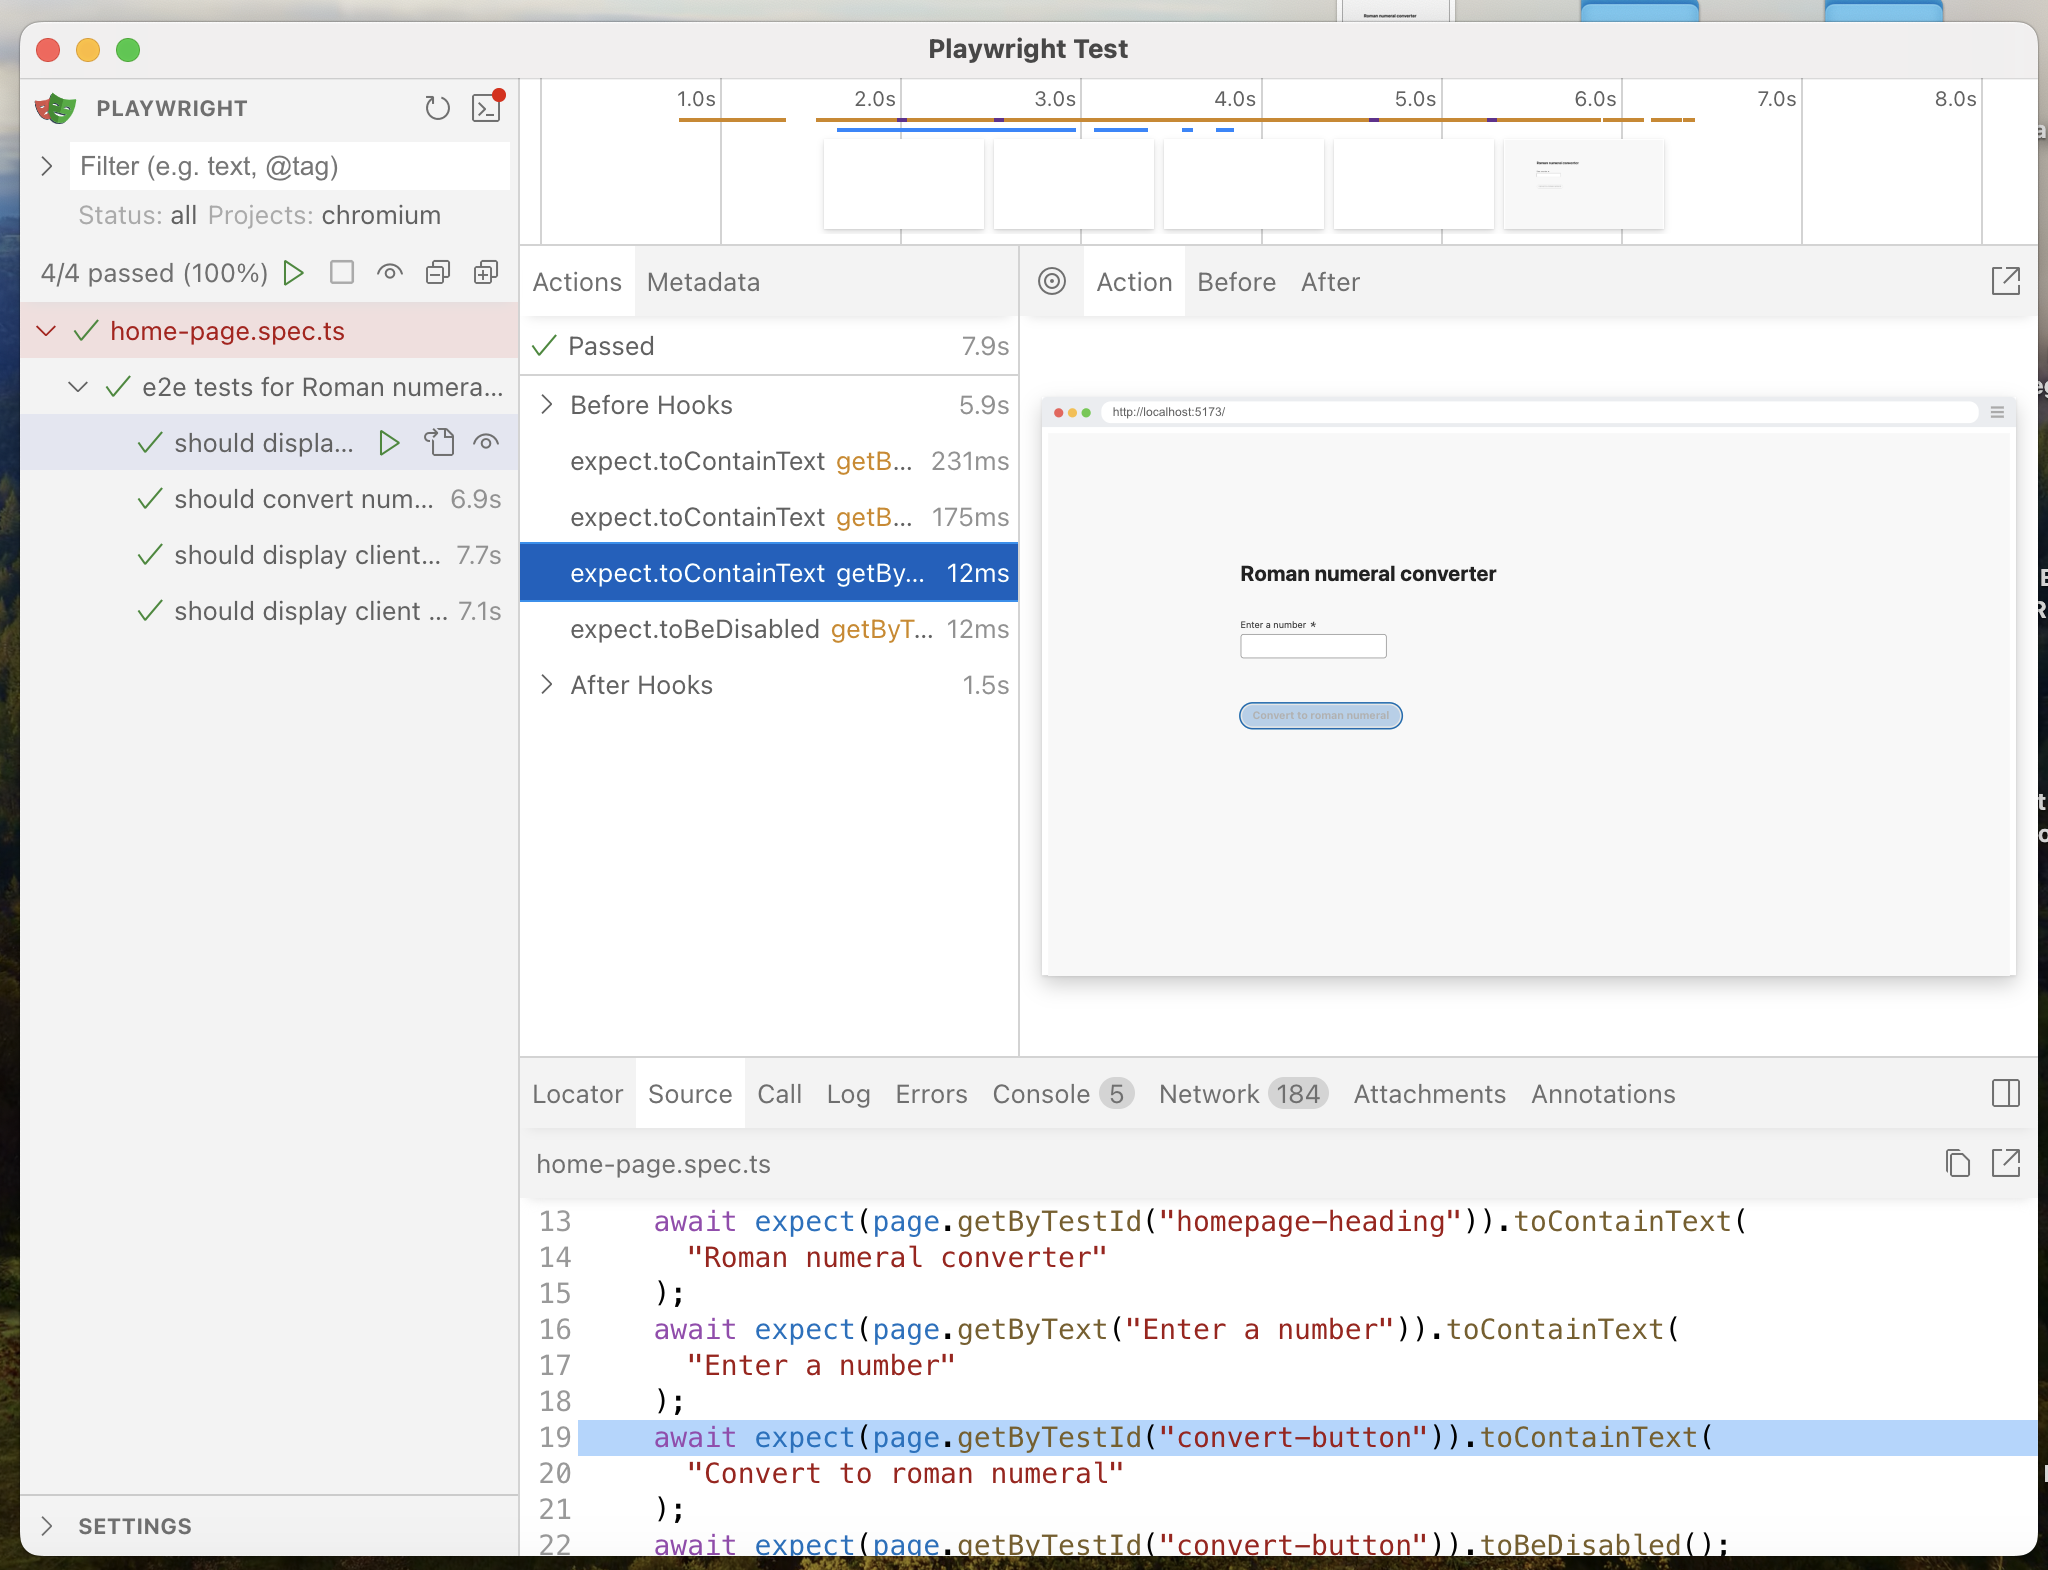 Roman numeral converter
Playwright Test
PLAYWRIGHT
Filter (e.g. text, @tag)
Status: all Projects: chromium
4/4 passed (100%)
home-page.spec.ts
e2e tests for Roman numera...
should displa...
should convert num... 6.9s
should display client... 7.7s
should display client ... 7.1s
SETTINGS
1.0s 2.0s 3.0s 4.0s 5.0s 6.0s 7.0s 8.0s
Roman numeral converter
Actions Metadata
Passed 7.9s
Before Hooks 5.9s
expect.toContainText getB... 231ms
expect.toContainText getB... 175ms
expect.toContainText getBy... 12ms
expect.toBeDisabled getByT... 12ms
After Hooks 1.5s
Action Before After
http://localhost:5173/
Roman numeral converter
Enter a number *
Convert to roman numeral
Locator Source Call Log Errors Console 5 Network 184 Attachments Annotations
home-page.spec.ts
13 await expect(page.getByTestId("homepage-heading")).toContainText(
14 "Roman numeral converter"
15 );
16 await expect(page.getByText("Enter a number")).toContainText(
17 "Enter a number"
18 );
19 await expect(page.getByTestId("convert-button")).toContainText(
20 "Convert to roman numeral"
21 );
22 await expect(page.getByTestId("convert-button")).toBeDisabled();